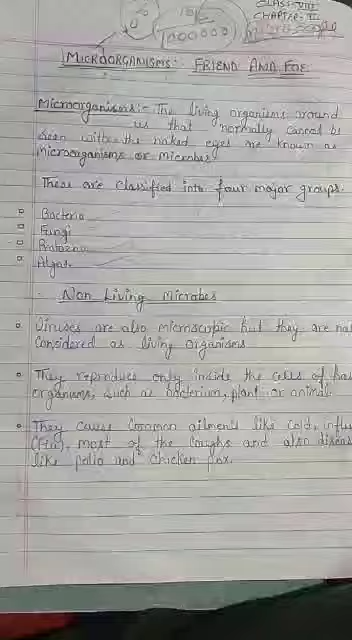 CLASS:- VIII
CHAPTER:- II
Microscope
1000000
MICROORGANISMS:- FRIEND AND FOE
Microorganisms:- The living organisms around
us that normally cannot be
seen with the naked eyes are known as
microorganisms or microbes
These are classified into four major groups.
Bacteria
Fungi
Protozoa
Algae
Non Living Microbes
Viruses are also microscopic but they are not
considered as living organisms
They reproduce only inside the cells of
organisms, such as bacterium, plant or animal.
They cause common ailments like cold,
(Flu), most of the coughs and also
like polio and chicken pox.